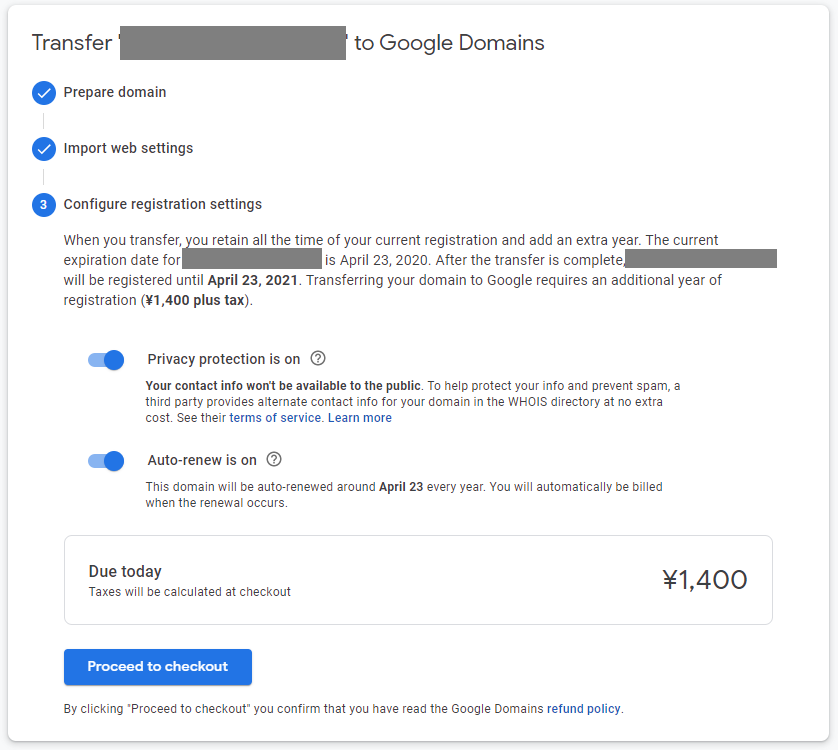 Transfer ' ' to Google Domains
Prepare domain
Import web settings
3 Configure registration settings
When you transfer, you retain all the time of your current registration and add an extra year. The current
expiration date for is April 23, 2020. After the transfer is complete,
will be registered until April 23, 2021. Transferring your domain to Google requires an additional year of
registration (¥1,400 plus tax).
Privacy protection is on ?
Your contact info won't be available to the public. To help protect your info and prevent spam, a
third party provides alternate contact info for your domain in the WHOIS directory at no extra
cost. See their terms of service. Learn more
Auto-renew is on ?
This domain will be auto-renewed around April 23 every year. You will automatically be billed
when the renewal occurs.
Due today
¥1,400
Taxes will be calculated at checkout
Proceed to checkout
By clicking "Proceed to checkout" you confirm that you have read the Google Domains refund policy.